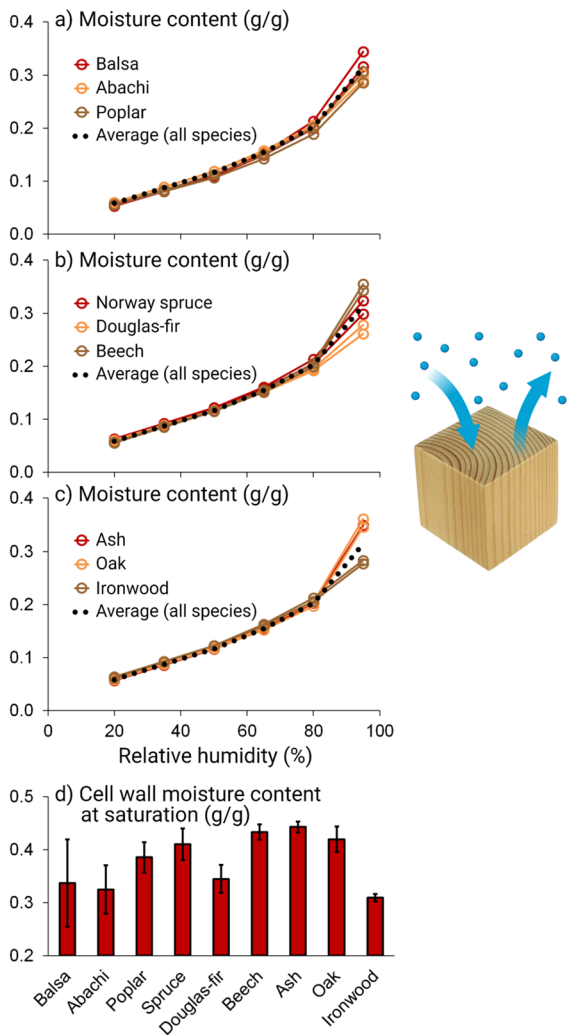 a) Moisture content (g/g)
0.4
0.3
0.2
0.1
0.0
Balsa
Abachi
Poplar
Average (all species)
b) Moisture content (g/g)
0.4
0.3
0.2
0.1
0.0
Norway spruce
Douglas-fir
Beech
Average (all species)
c) Moisture content (g/g)
0.4
0.3
0.2
0.1
0.0
Ash
Oak
Ironwood
Average (all species)
0 20 40 60 80 100
Relative humidity (%)
d) Cell wall moisture content
at saturation (g/g)
0.5
0.4
0.3
0.2
Balsa
Abachi
Poplar
Spruce
Douglas-fir
Beech
Ash
Oak
Ironwood